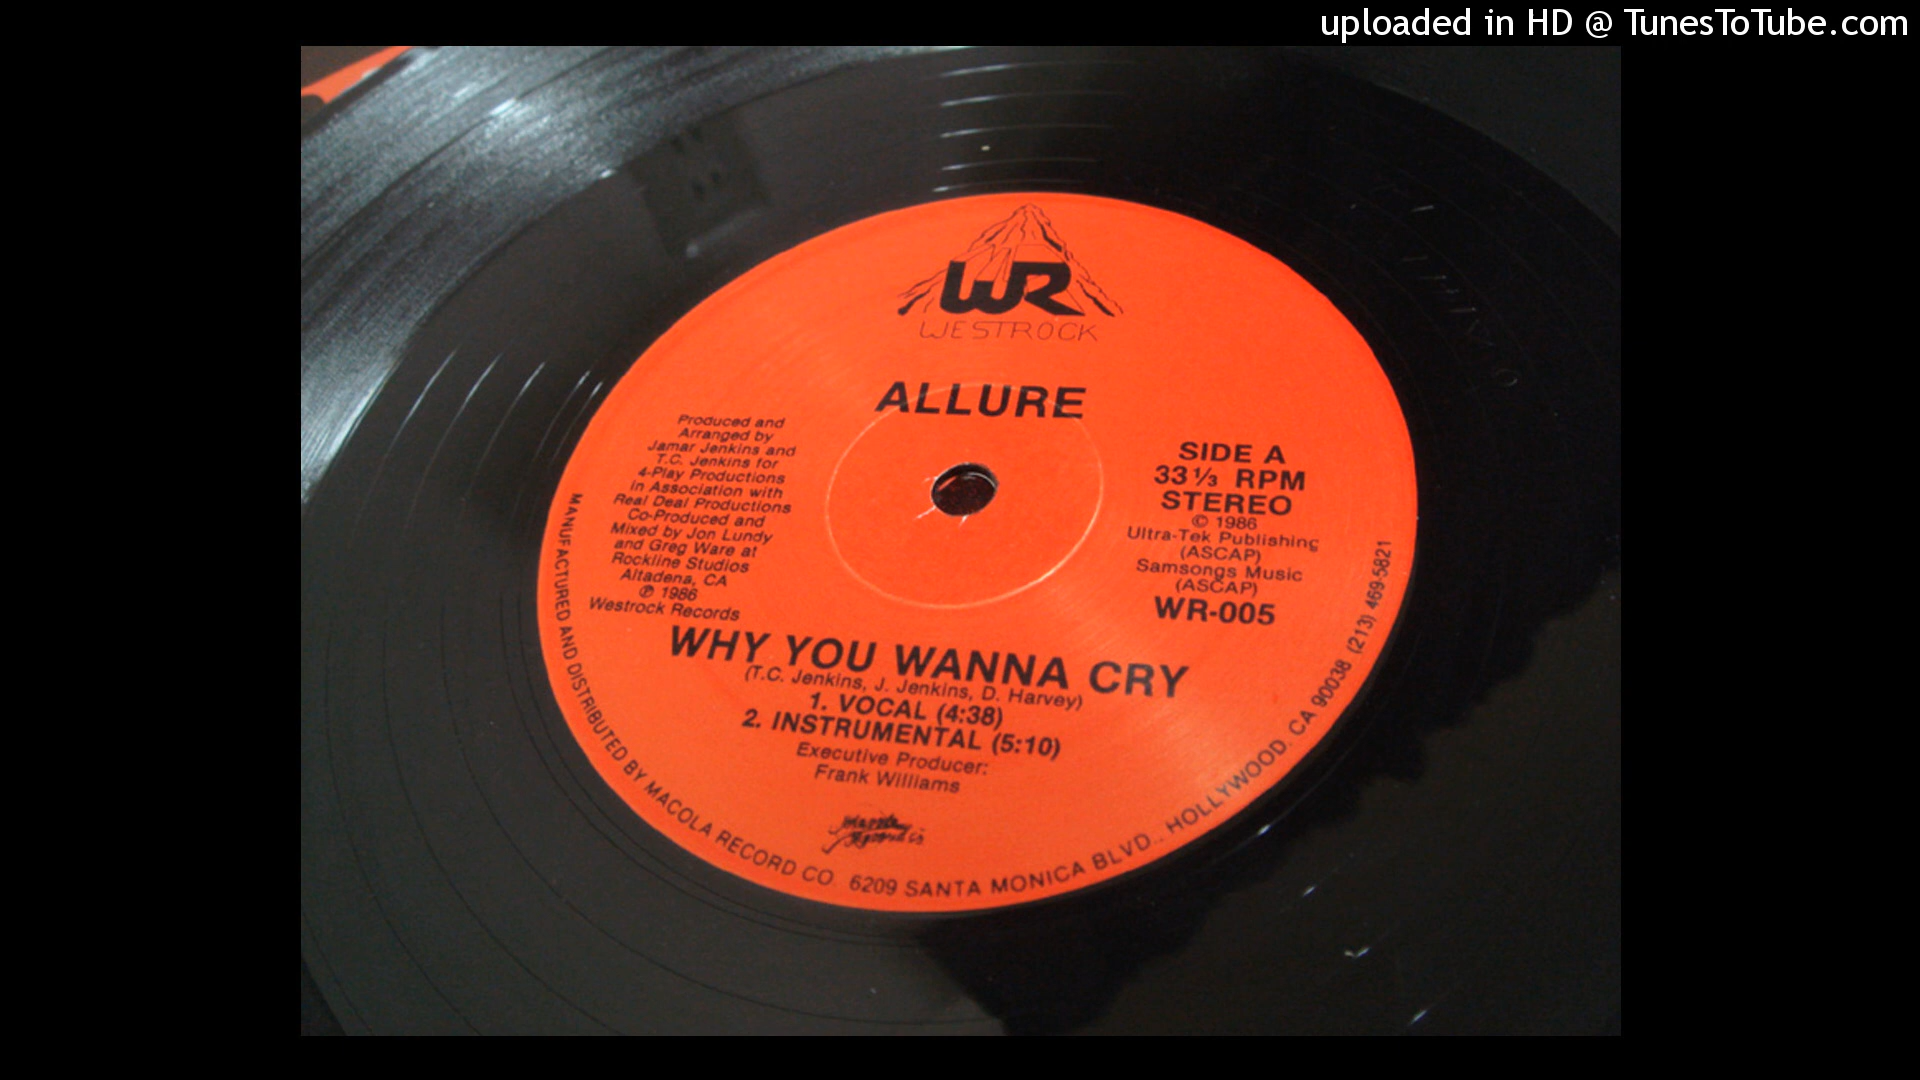 uploaded in HD @ TunesToTube.com
WR
WESTROCK
ALLURE
Produced and
Arranged by
Jamar Jenkins and
T.C. Jenkins for
4-Play Productions
in Association with
Real Deal Productions
Co-Produced and
Mixed by Jon Lundy
and Greg Ware at
Rockline Studios
Altadena, CA
℗ 1986
Westrock Records
SIDE A
33 ⅓ RPM
STEREO
© 1986
Ultra-Tek Publishing
(ASCAP)
Samsongs Music
(ASCAP)
WR-005
WHY YOU WANNA CRY
(T.C. Jenkins, J. Jenkins, D. Harvey)
1. VOCAL (4:38)
2. INSTRUMENTAL (5:10)
Executive Producer:
Frank Williams
MANUFACTURED AND DISTRIBUTED BY MACOLA RECORD CO. 6209 SANTA MONICA BLVD., HOLLYWOOD, CA 90038 (213) 469-5821